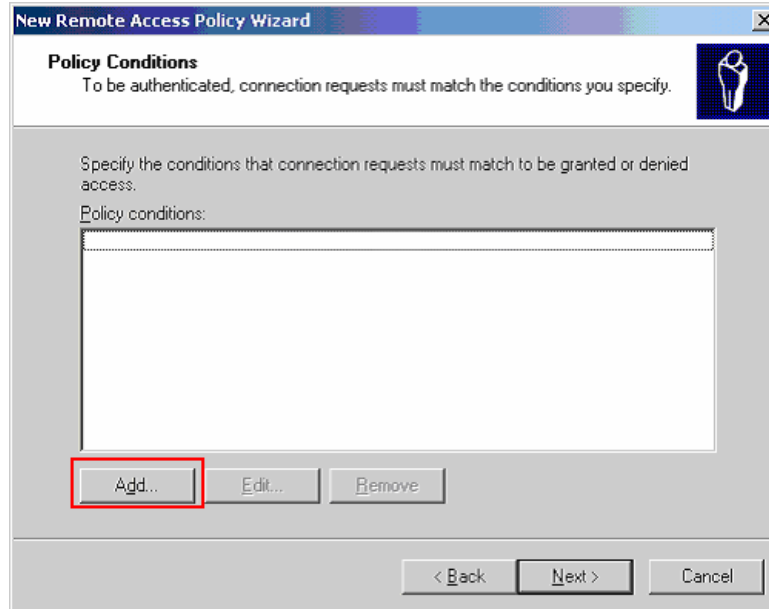 New Remote Access Policy Wizard
Policy Conditions
To be authenticated, connection requests must match the conditions you specify.
Specify the conditions that connection requests must match to be granted or denied
access.
Policy conditions:
Add... Edit... Remove
< Back Next > Cancel